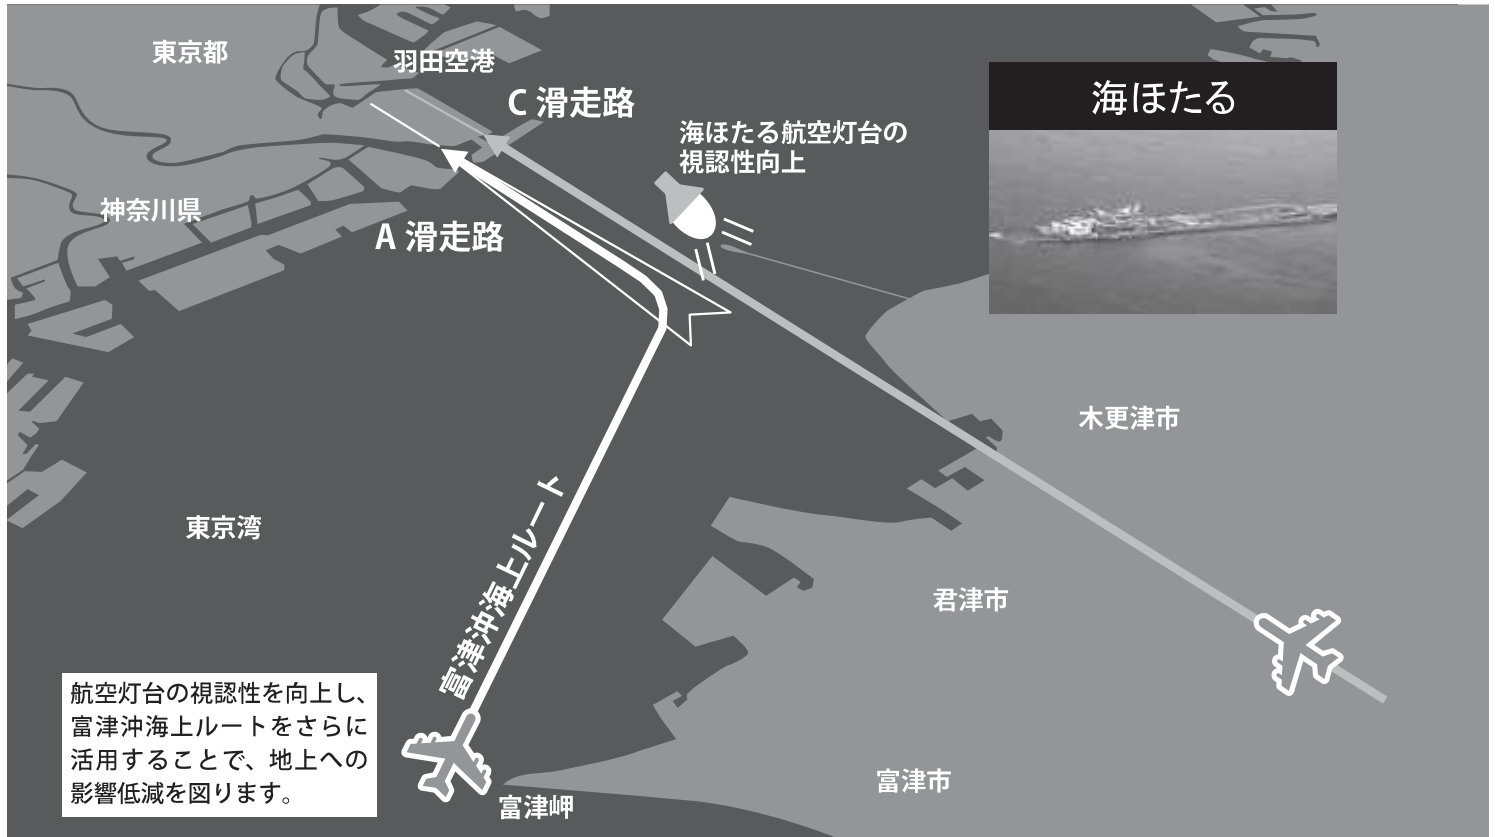 東京都
羽田空港
C 滑走路
海ほたる
海ほたる航空灯台の
視認性向上
神奈川県
A 滑走路
木更津市
東京湾
富津沖海上ルート
君津市
航空灯台の視認性を向上し、
富津沖海上ルートをさらに
活用することで、地上への
影響低減を図ります。
富津市
富津岬